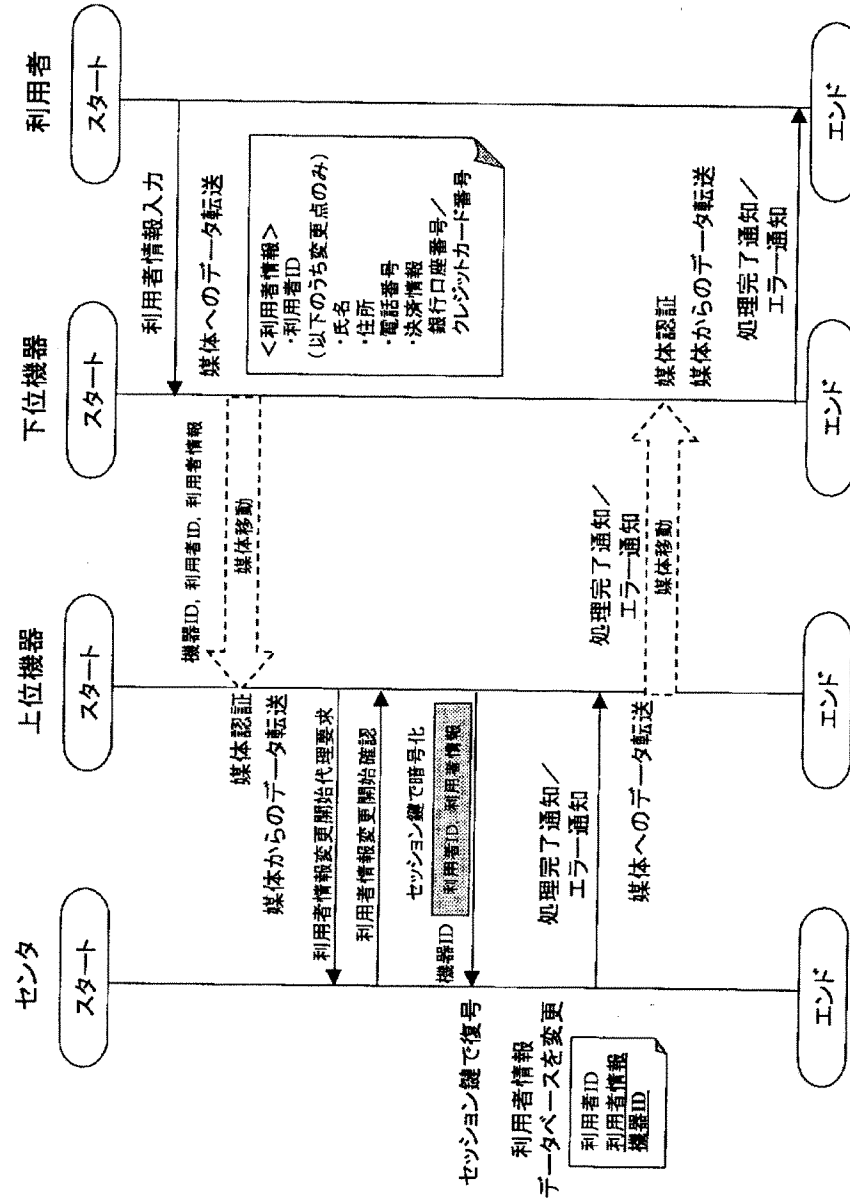 センタ
上位機器
下位機器
利用者
スタート
スタート
スタート
スタート
利用者情報入力
媒体へのデータ転送
<利用者情報>
・利用者ID
(以下のうち変更点のみ)
・氏名
・住所
・電話番号
・決済情報
銀行口座番号/
クレジットカード番号
機器ID, 利用者ID, 利用者情報
媒体移動
媒体認証
媒体からのデータ転送
利用者情報変更開始代理要求
利用者情報変更開始確認
セッション鍵で暗号化
機器ID
利用者ID, 利用者情報
セッション鍵で復号
利用者情報
データベースを変更
利用者ID
利用者情報
機器ID
処理完了通知/
エラー通知
媒体へのデータ転送
処理完了通知/
エラー通知
媒体移動
媒体認証
媒体からのデータ転送
処理完了通知/
エラー通知
エンド
エンド
エンド
エンド